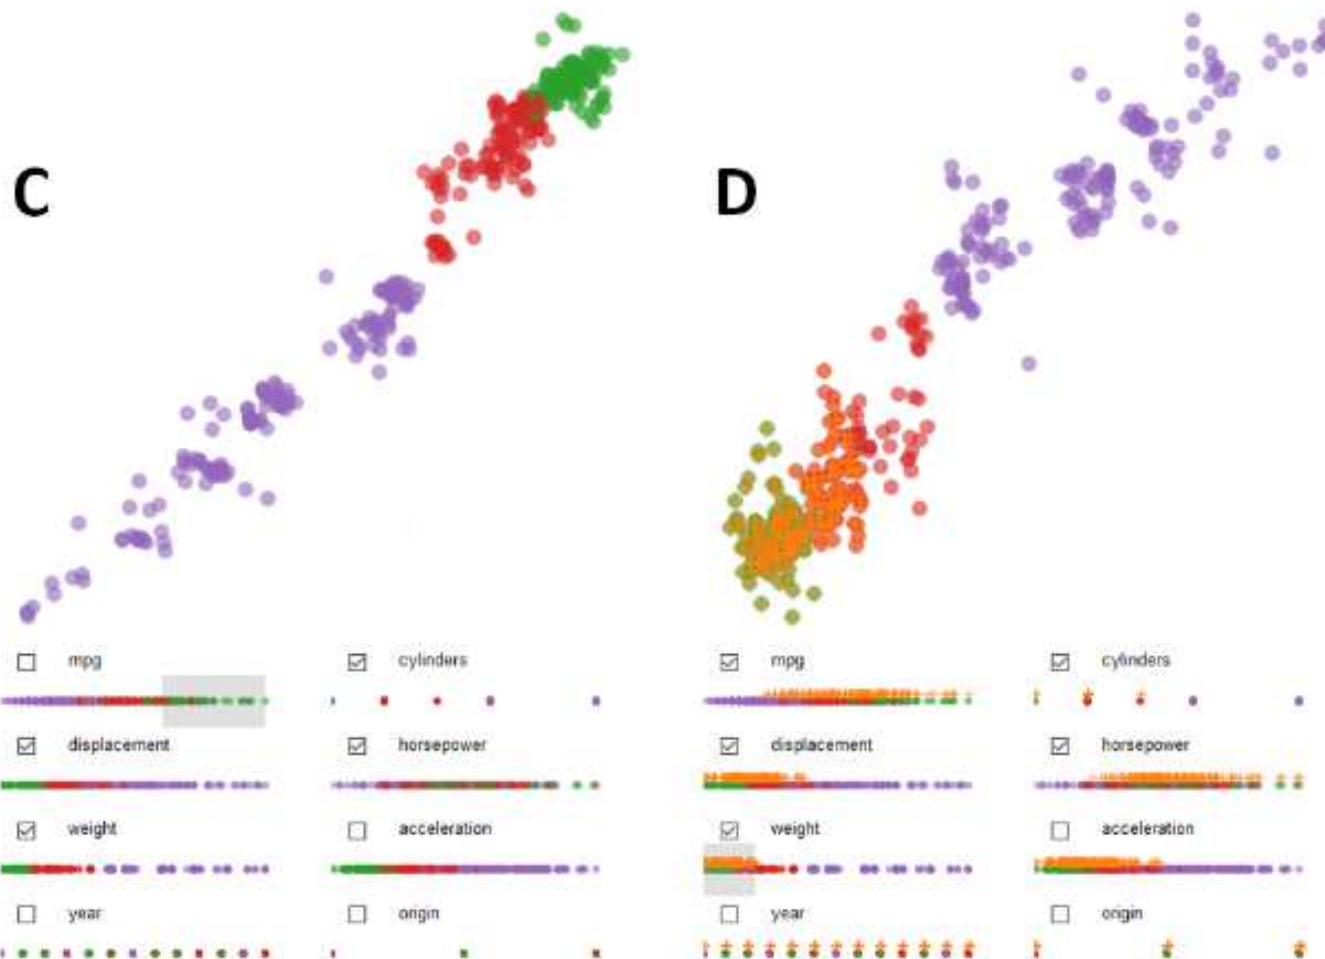 C
D
mpg
cylinders
displacement
horsepower
weight
acceleration
year
origin
mpg
cylinders
displacement
horsepower
weight
acceleration
year
origin